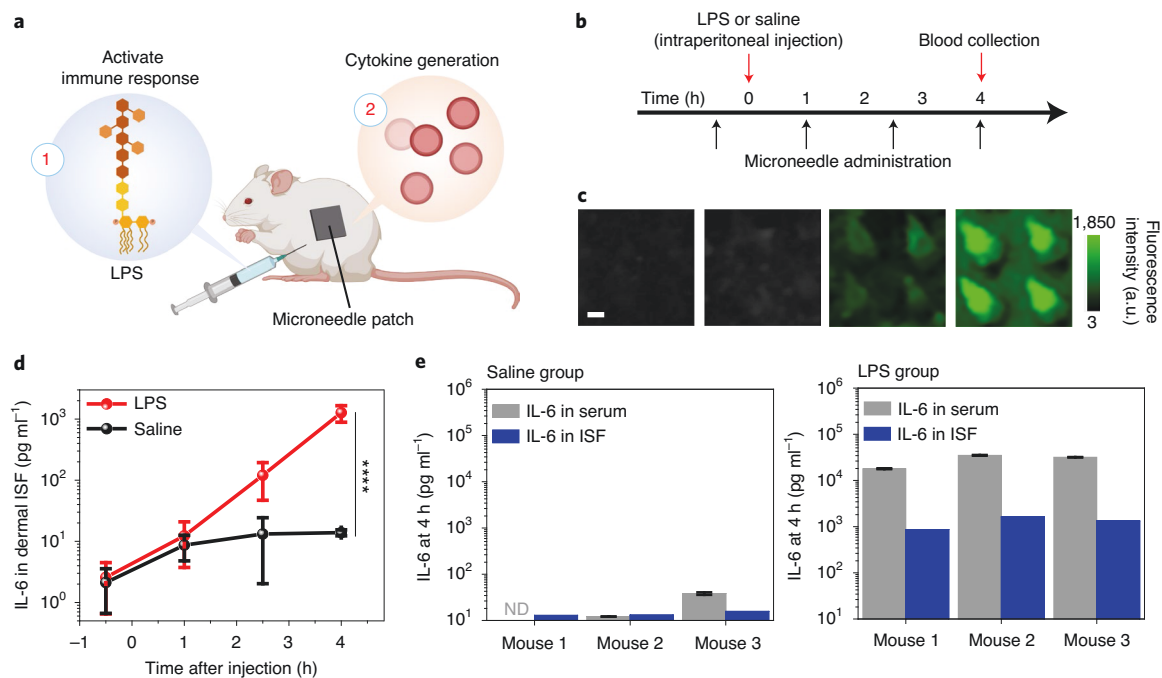 a
Activate
immune response
1
LPS
Cytokine generation
2
Microneedle patch
b
LPS or saline
(intraperitoneal injection)
Blood collection
Time (h) 0 1 2 3 4
Microneedle administration
c
1,850
3
Fluorescence
intensity (a.u.)
d
LPS
Saline
IL-6 in dermal ISF (pg ml⁻¹)
10³
10²
10¹
10⁰
****
–1 0 1 2 3 4
Time after injection (h)
e
Saline group
IL-6 in serum
IL-6 in ISF
IL-6 at 4 h (pg ml⁻¹)
10⁶
10⁵
10⁴
10³
10²
10¹
ND
Mouse 1 Mouse 2 Mouse 3
LPS group
IL-6 in serum
IL-6 in ISF
IL-6 at 4 h (pg ml⁻¹)
10⁶
10⁵
10⁴
10³
10²
10¹
Mouse 1 Mouse 2 Mouse 3